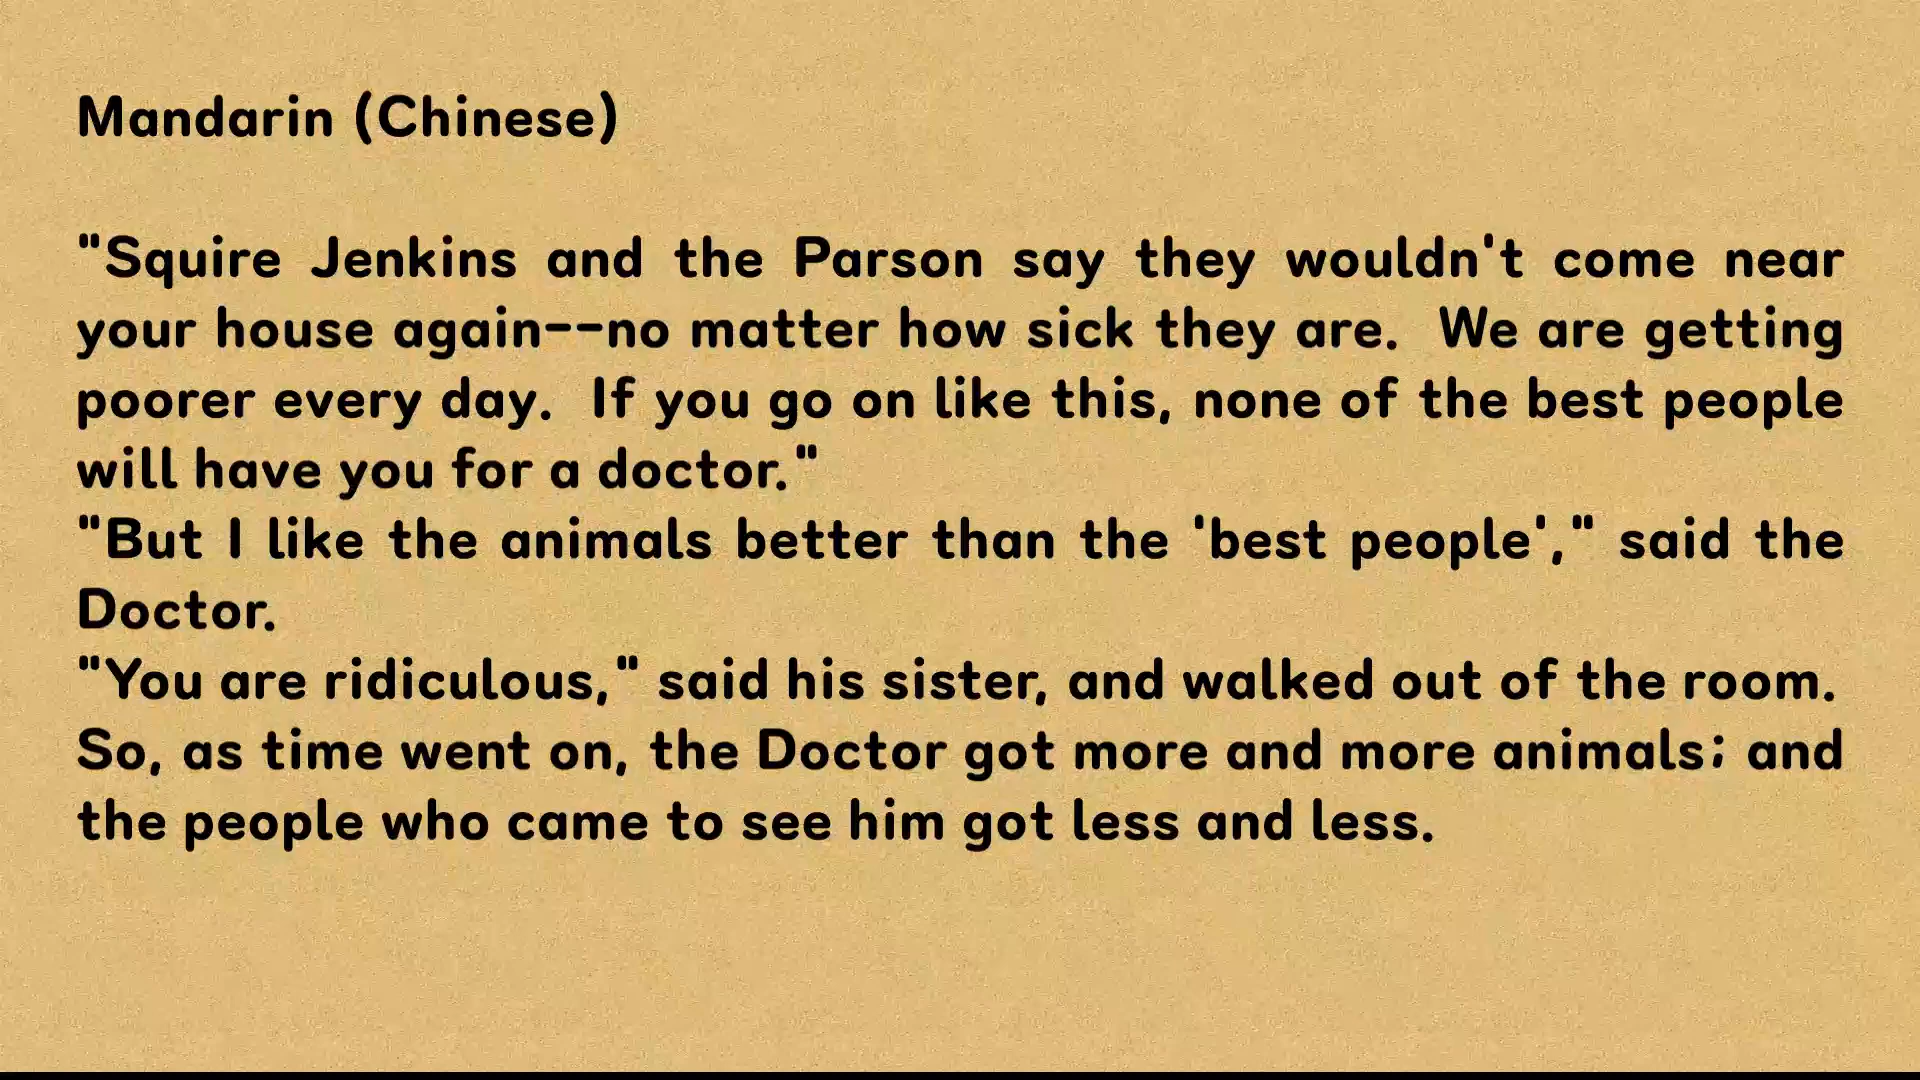 Mandarin (Chinese)
"Squire Jenkins and the Parson say they wouldn't come near
your house again--no matter how sick they are.  We are getting
poorer every day.  If you go on like this, none of the best people
will have you for a doctor."
"But I like the animals better than the 'best people'," said the
Doctor.
"You are ridiculous," said his sister, and walked out of the room.
So, as time went on, the Doctor got more and more animals; and
the people who came to see him got less and less.